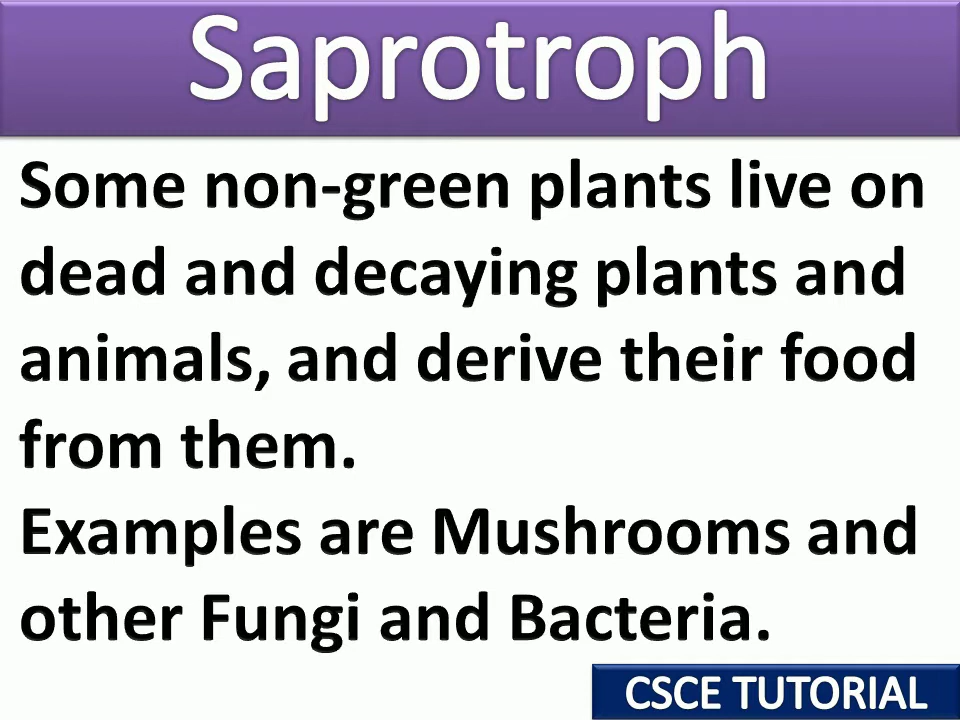 Saprotroph
Some non-green plants live on
dead and decaying plants and
animals, and derive their food
from them.
Examples are Mushrooms and
other Fungi and Bacteria.
CSCE TUTORIAL